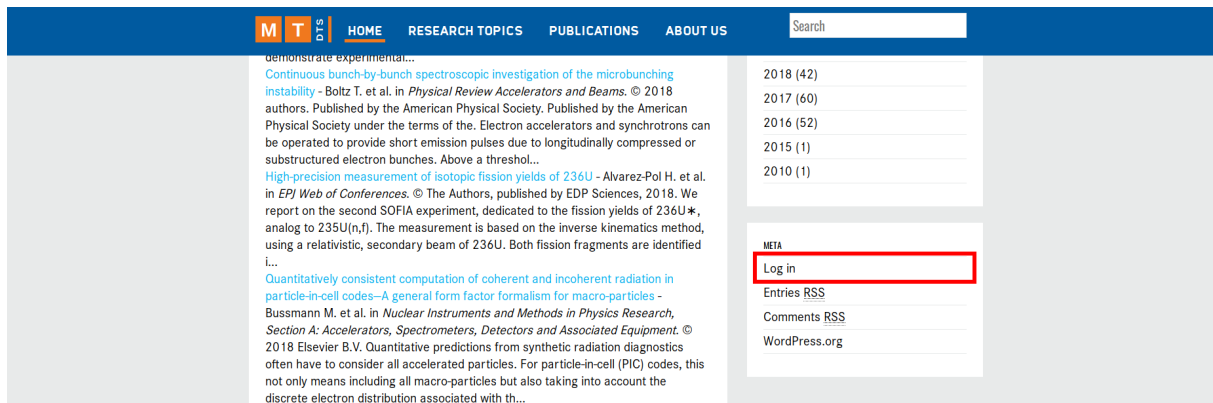 MT DTS HOME RESEARCH TOPICS PUBLICATIONS ABOUT US Search
demonstrate experimental...
Continuous bunch-by-bunch spectroscopic investigation of the microbunching
instability - Boltz T. et al. in Physical Review Accelerators and Beams. © 2018
authors. Published by the American Physical Society. Published by the American
Physical Society under the terms of the. Electron accelerators and synchrotrons can
be operated to provide short emission pulses due to longitudinally compressed or
substructured electron bunches. Above a threshol...
High-precision measurement of isotopic fission yields of 236U - Alvarez-Pol H. et al.
in EPJ Web of Conferences. © The Authors, published by EDP Sciences, 2018. We
report on the second SOFIA experiment, dedicated to the fission yields of 236U∗,
analog to 235U(n,f). The measurement is based on the inverse kinematics method,
using a relativistic, secondary beam of 236U. Both fission fragments are identified
i...
Quantitatively consistent computation of coherent and incoherent radiation in
particle-in-cell codes—A general form factor formalism for macro-particles -
Bussmann M. et al. in Nuclear Instruments and Methods in Physics Research,
Section A: Accelerators, Spectrometers, Detectors and Associated Equipment. ©
2018 Elsevier B.V. Quantitative predictions from synthetic radiation diagnostics
often have to consider all accelerated particles. For particle-in-cell (PIC) codes, this
not only means including all macro-particles but also taking into account the
discrete electron distribution associated with th...
2018 (42)
2017 (60)
2016 (52)
2015 (1)
2010 (1)
META
Log in
Entries RSS
Comments RSS
WordPress.org